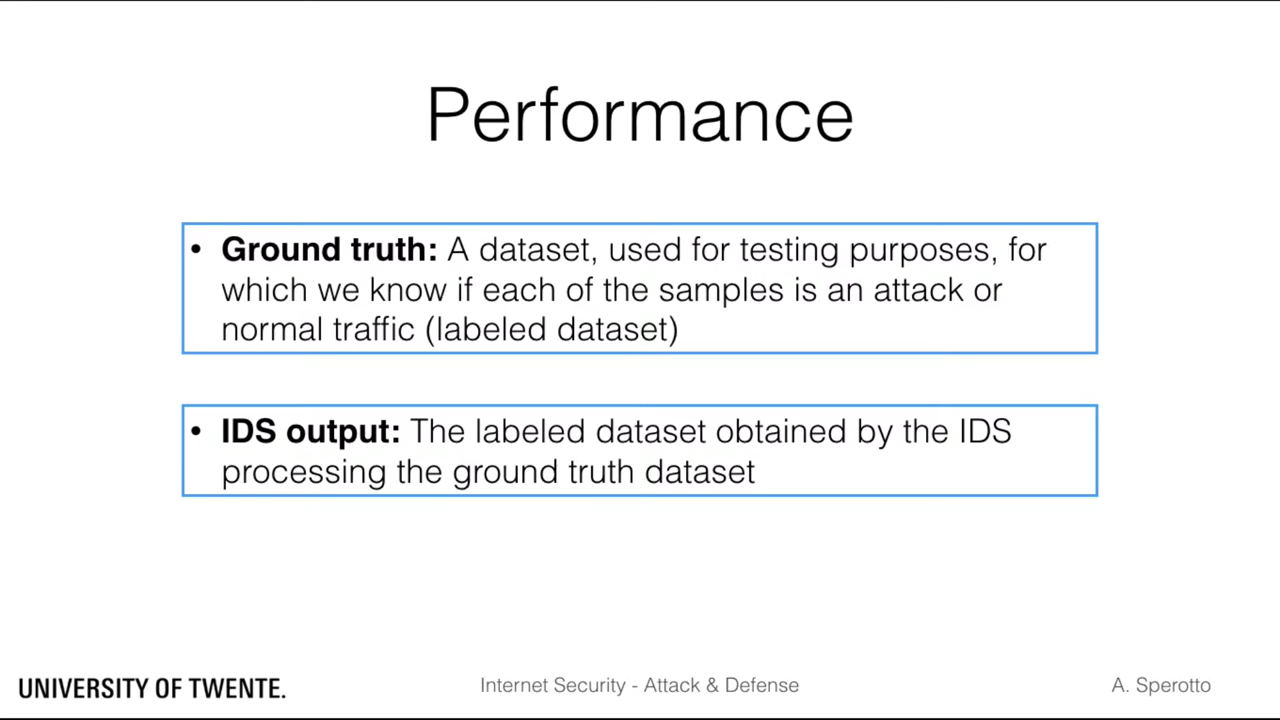 Performance
• Ground truth: A dataset, used for testing purposes, for
which we know if each of the samples is an attack or
normal traffic (labeled dataset)
• IDS output: The labeled dataset obtained by the IDS
processing the ground truth dataset
UNIVERSITY OF TWENTE.
Internet Security - Attack & Defense
A. Sperotto